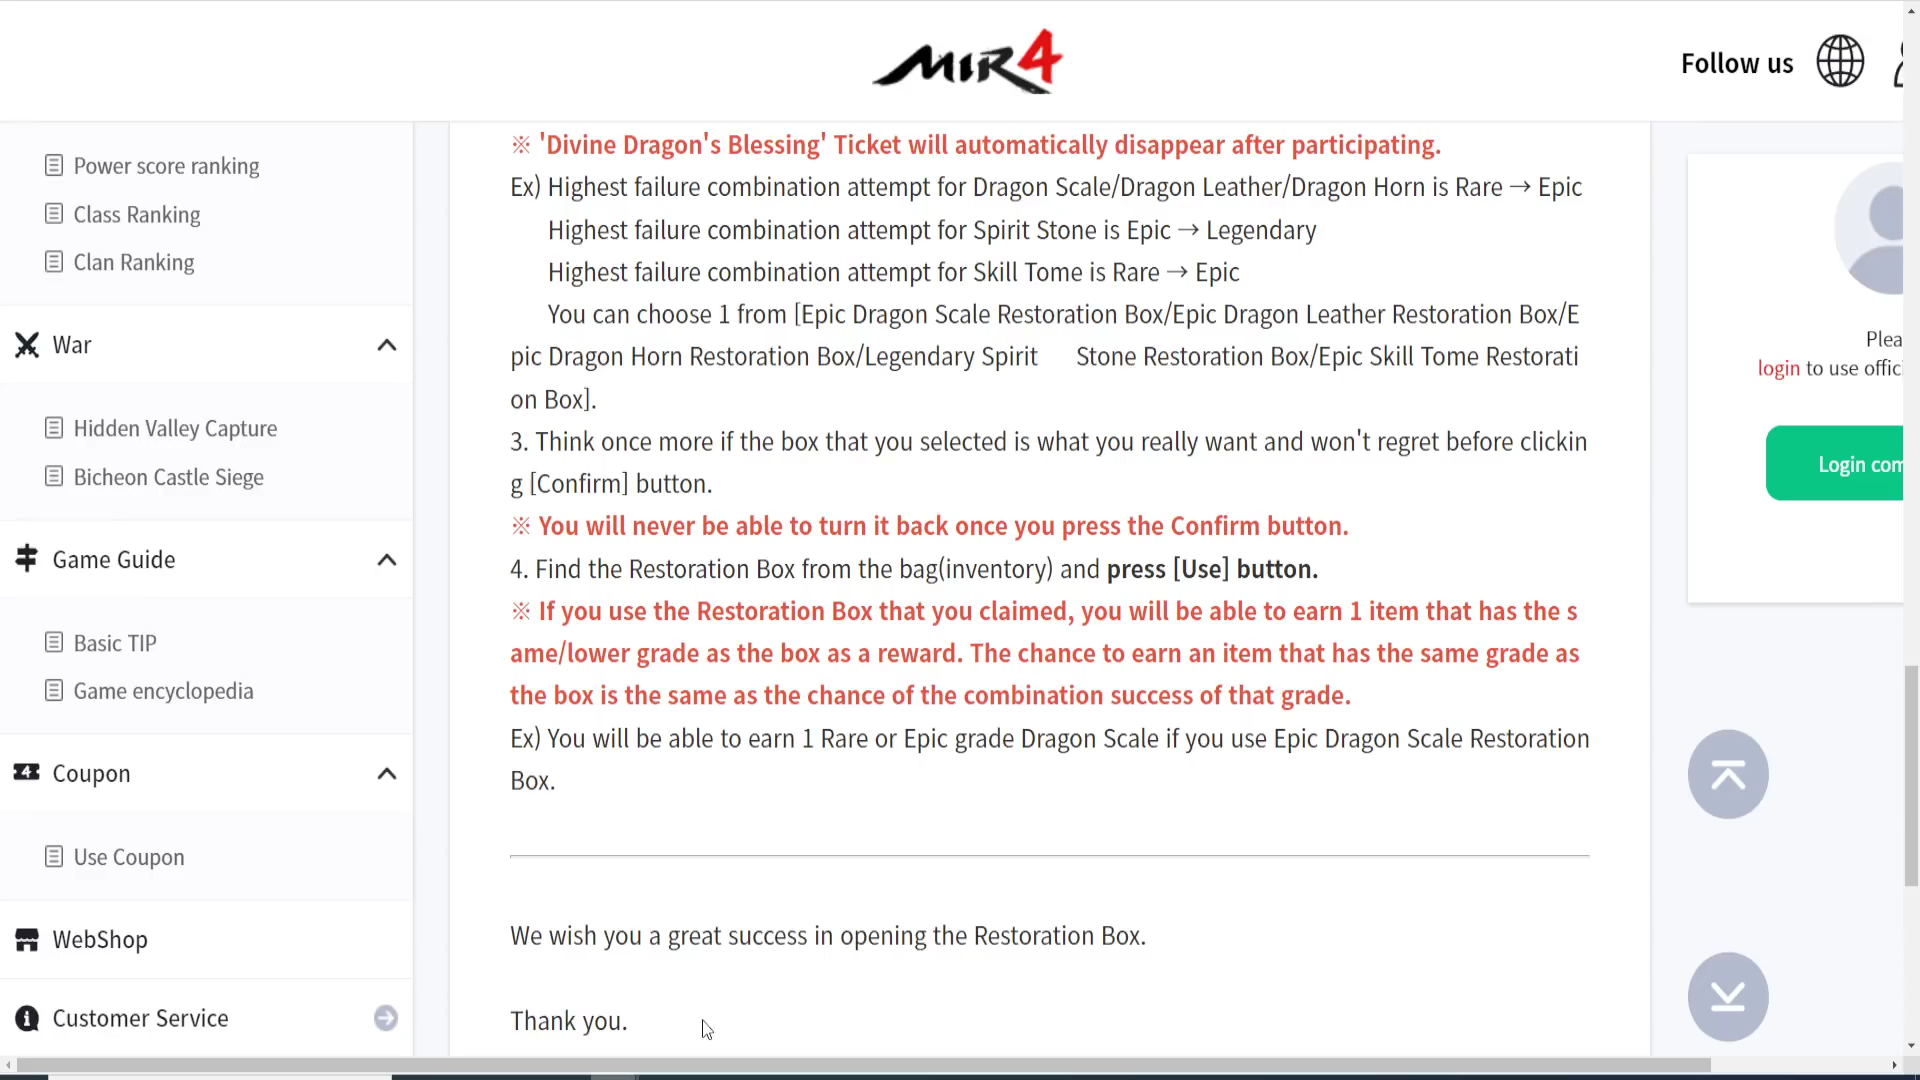 MIR4
Follow us
Power score ranking
Class Ranking
Clan Ranking
War
Hidden Valley Capture
Bicheon Castle Siege
Game Guide
Basic TIP
Game encyclopedia
Coupon
Use Coupon
WebShop
Customer Service
※ 'Divine Dragon's Blessing' Ticket will automatically disappear after participating.
Ex) Highest failure combination attempt for Dragon Scale/Dragon Leather/Dragon Horn is Rare → Epic
Highest failure combination attempt for Spirit Stone is Epic → Legendary
Highest failure combination attempt for Skill Tome is Rare → Epic
You can choose 1 from [Epic Dragon Scale Restoration Box/Epic Dragon Leather Restoration Box/E
pic Dragon Horn Restoration Box/Legendary Spirit Stone Restoration Box/Epic Skill Tome Restorati
on Box].
3. Think once more if the box that you selected is what you really want and won't regret before clickin
g [Confirm] button.
※ You will never be able to turn it back once you press the Confirm button.
4. Find the Restoration Box from the bag(inventory) and press [Use] button.
※ If you use the Restoration Box that you claimed, you will be able to earn 1 item that has the s
ame/lower grade as the box as a reward. The chance to earn an item that has the same grade as
the box is the same as the chance of the combination success of that grade.
Ex) You will be able to earn 1 Rare or Epic grade Dragon Scale if you use Epic Dragon Scale Restoration
Box.
We wish you a great success in opening the Restoration Box.
Thank you.
Plea
login to use offic
Login com